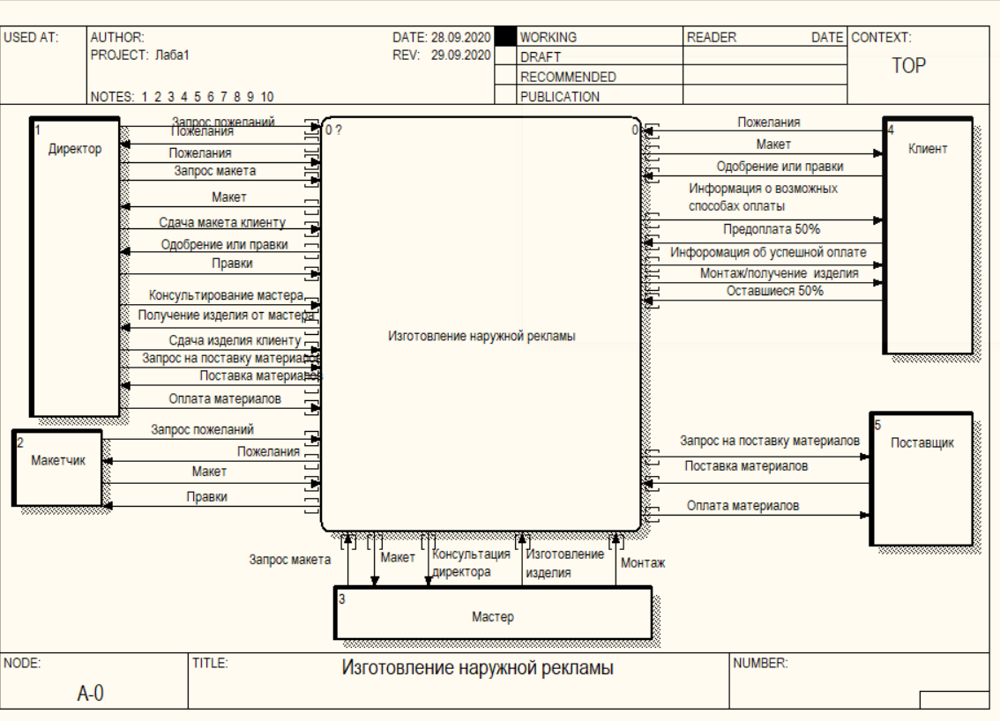 USED AT:
AUTHOR:
DATE: 28.09.2020
PROJECT: Лаба1
REV: 29.09.2020
NOTES: 1 2 3 4 5 6 7 8 9 10
WORKING
DRAFT
RECOMMENDED
PUBLICATION
READER DATE
CONTEXT:
TOP
1
Директор
Запрос пожеланий
Пожелания
Пожелания
Запрос макета
Макет
Сдача макета клиенту
Одобрение или правки
Правки
Консультирование мастера
Получение изделия от мастера
Сдача изделия клиенту
Запрос на поставку материалов
Поставка материалов
Оплата материалов
2
Макетчик
Запрос пожеланий
Пожелания
Макет
Правки
0 ?
0
Изготовление наружной рекламы
Пожелания
Макет
Одобрение или правки
Информация о возможных
способах оплаты
Предоплата 50%
Инфоромация об успешной оплате
Монтаж/получение изделия
Оставшиеся 50%
4
Клиент
Запрос на поставку материалов
Поставка материалов
Оплата материалов
5
Поставщик
Запрос макета
Макет
Консультация
директора
Изготовление
изделия
Монтаж
3
Мастер
NODE:
A-0
TITLE:
Изготовление наружной рекламы
NUMBER: